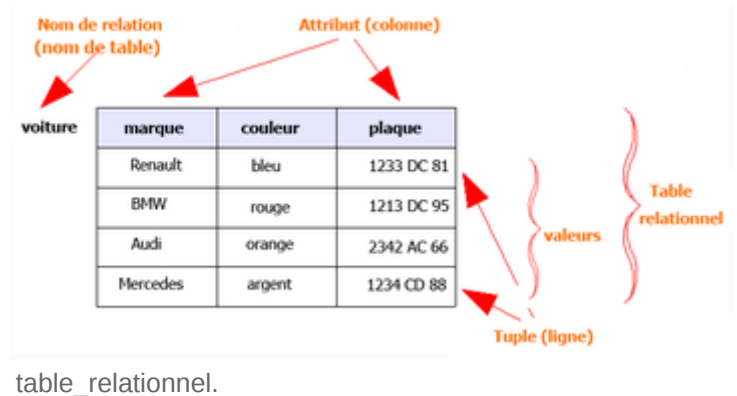 Nom de relation
(nom de table)
Attribut (colonne)
voiture
marque couleur plaque
Renault bleu 1233 DC 81
BMW rouge 1213 DC 95
Audi orange 2342 AC 66
Mercedes argent 1234 CD 88
valeurs
Table
relationnel
Tuple (ligne)
table_relationnel.